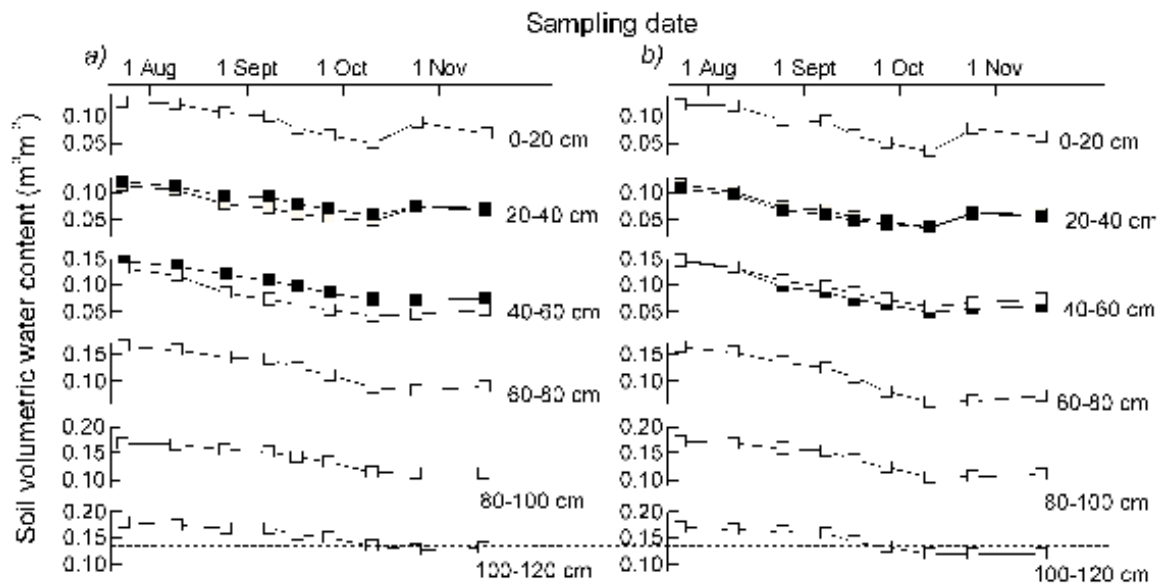 Sampling date
a)
1 Aug 1 Sept 1 Oct 1 Nov
b)
1 Aug 1 Sept 1 Oct 1 Nov
Soil volumetric water content (m³m⁻³)
0.10
0.05
0-20 cm
0.10
0.05
0-20 cm
0.10
0.05
20-40 cm
0.10
0.05
20-40 cm
0.15
0.10
0.05
40-60 cm
0.15
0.10
0.05
40-60 cm
0.15
0.10
60-80 cm
0.15
0.10
60-80 cm
0.20
0.15
0.10
80-100 cm
0.20
0.15
0.10
80-100 cm
0.20
0.15
0.10
100-120 cm
0.20
0.15
0.10
100-120 cm